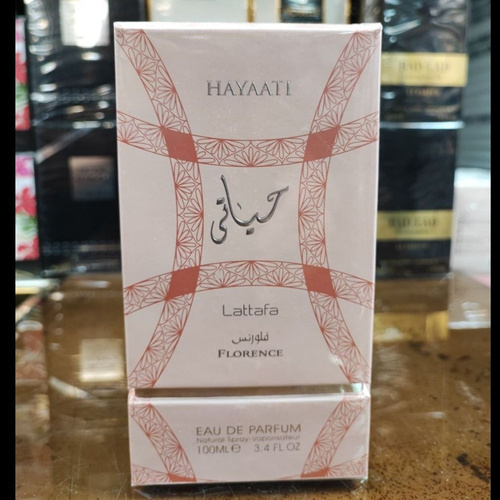 HAYAATI
حياتي
Lattafa
فلورنس
FLORENCE
EAU DE PARFUM
Natural Spray-vaporisateur
100ML℮ 3.4 FL OZ